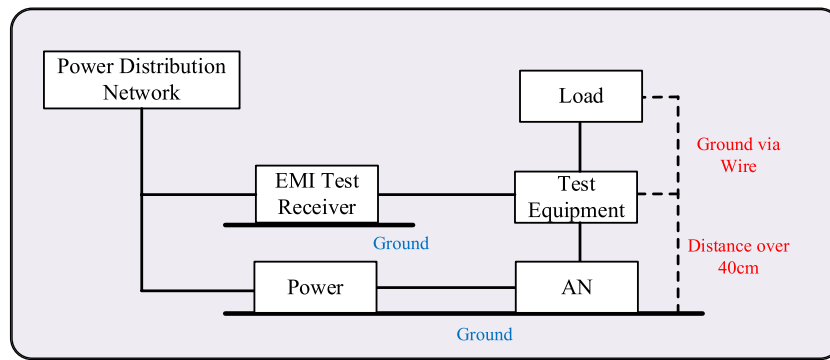 Power Distribution
Network
Load
Ground via
Wire
EMI Test
Receiver
Test
Equipment
Ground
Distance over
40cm
Power
AN
Ground